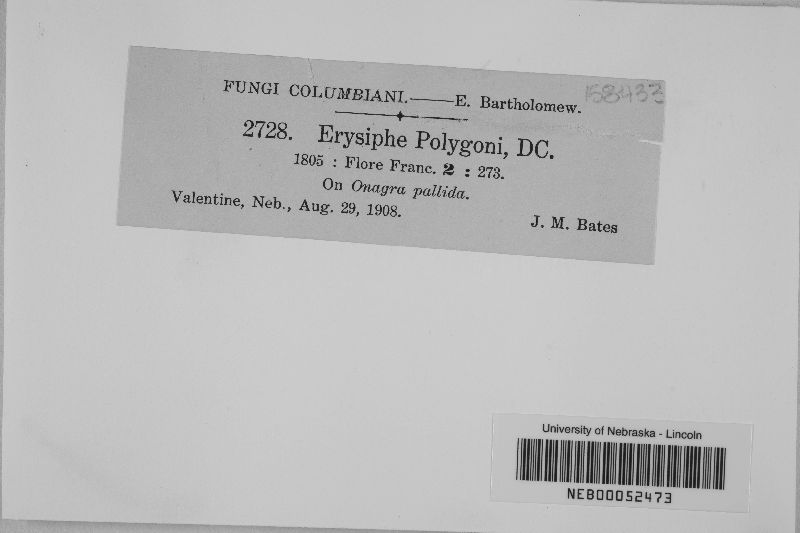 FUNGI COLUMBIANI.——E. Bartholomew.
158433
2728. Erysiphe Polygoni, DC.
1805 : Flore Franc. 2 : 273.
On Onagra pallida.
Valentine, Neb., Aug. 29, 1908.
J. M. Bates
University of Nebraska - Lincoln
NEB00052473